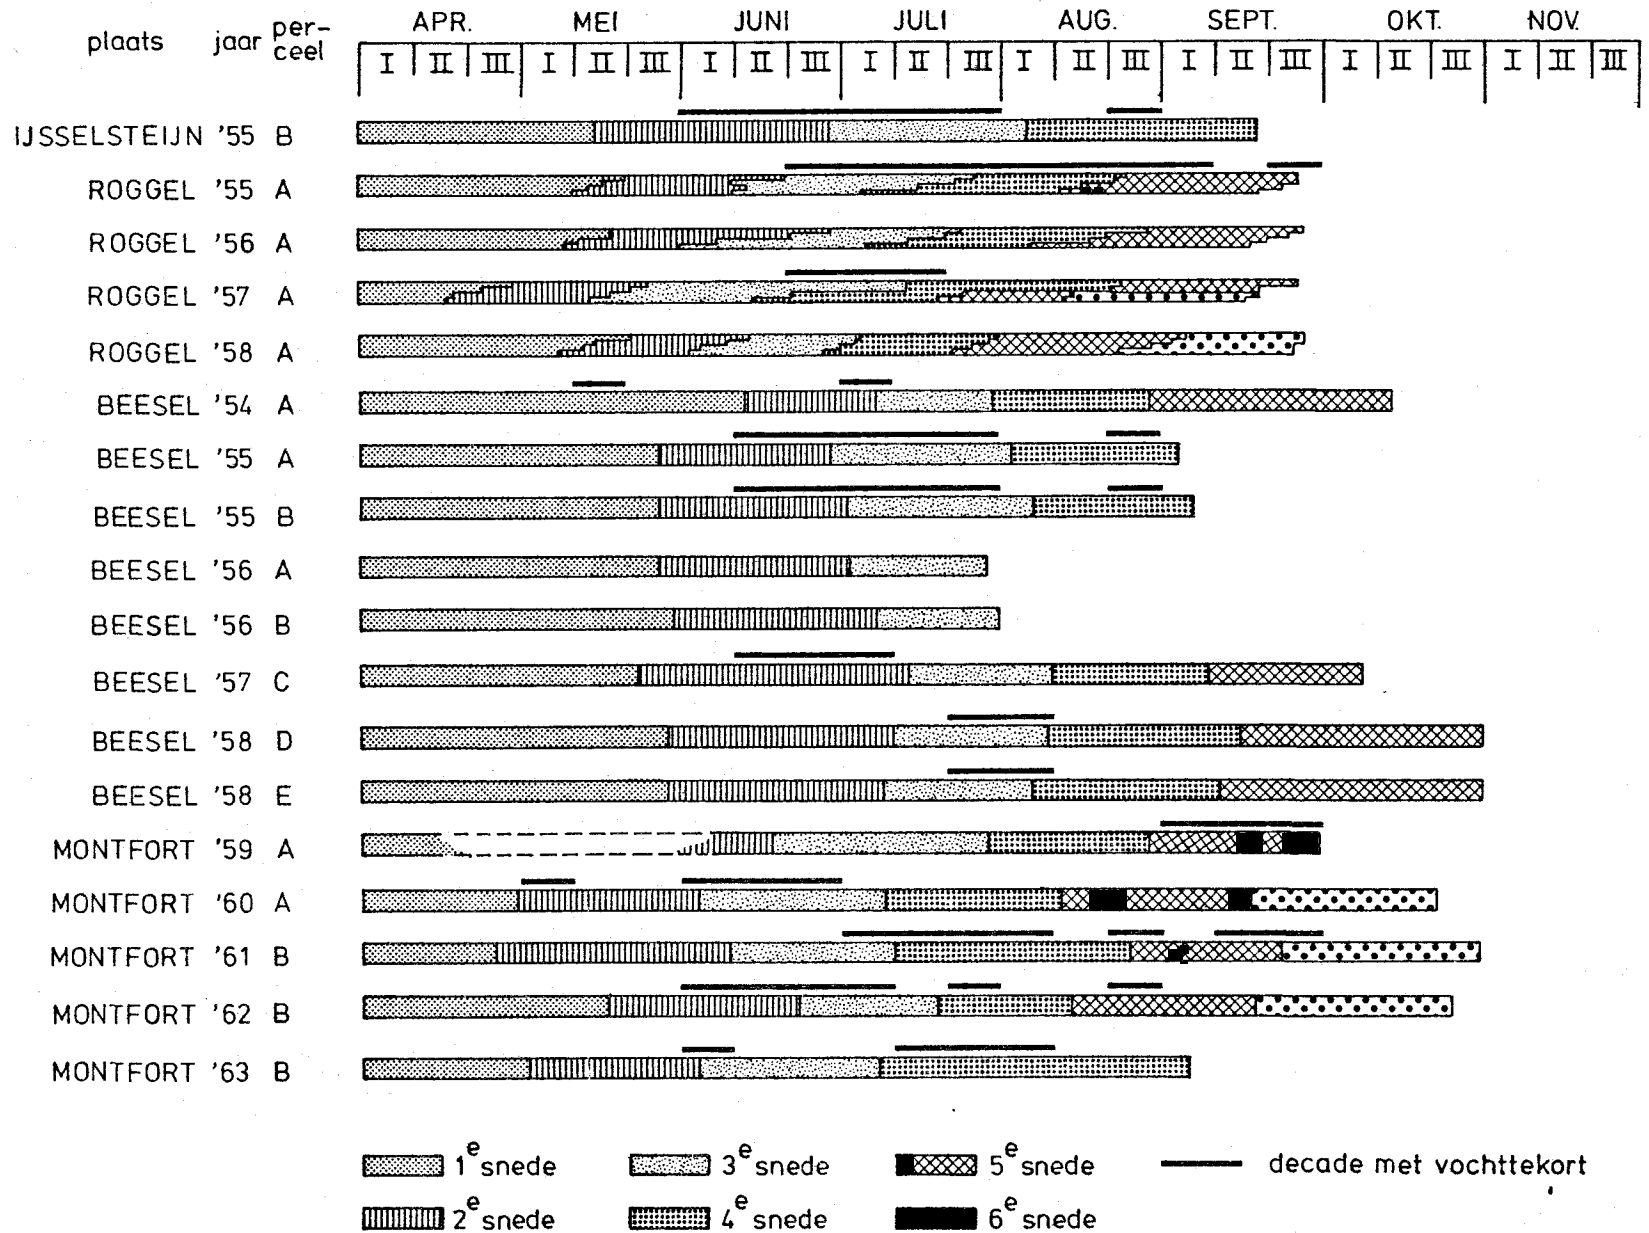 plaats jaar per-ceel APR. MEI JUNI JULI AUG. SEPT. OKT. NOV.
I II III I II III I II III I II III I II III I II III I II III I II III
IJSSELSTEIJN '55 B
ROGGEL '55 A
ROGGEL '56 A
ROGGEL '57 A
ROGGEL '58 A
BEESEL '54 A
BEESEL '55 A
BEESEL '55 B
BEESEL '56 A
BEESEL '56 B
BEESEL '57 C
BEESEL '58 D
BEESEL '58 E
MONTFORT '59 A
MONTFORT '60 A
MONTFORT '61 B
MONTFORT '62 B
MONTFORT '63 B
1e snede 3e snede 5e snede decade met vochttekort
2e snede 4e snede 6e snede